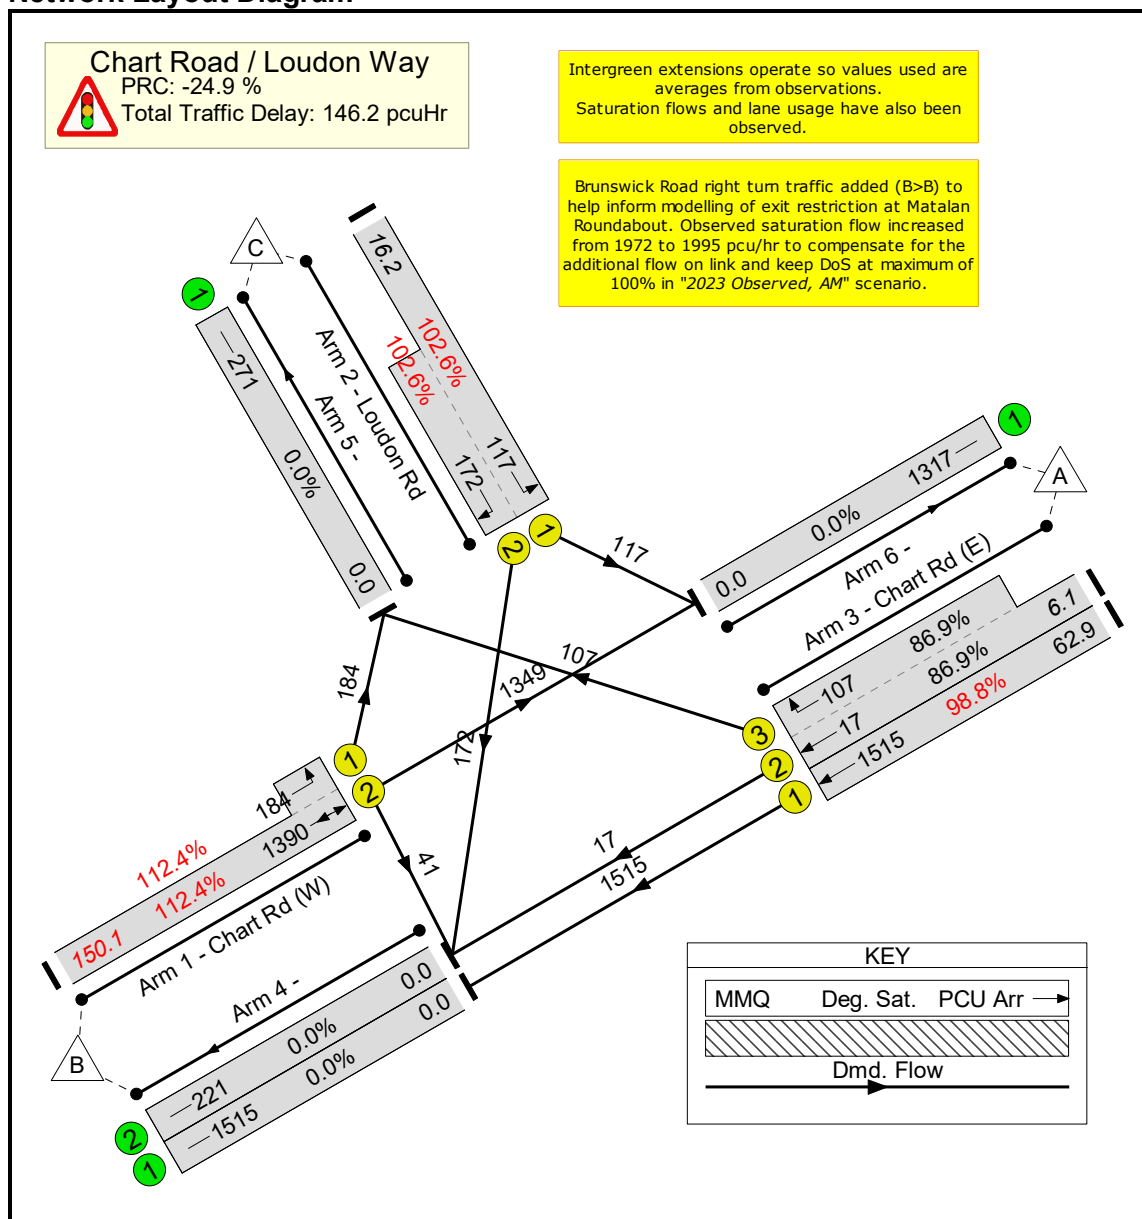 Network Layout Diagram
Chart Road / Loudon Way
PRC: -24.9 %
Total Traffic Delay: 146.2 pcuHr
Intergreen extensions operate so values used are
averages from observations.
Saturation flows and lane usage have also been
observed.
Brunswick Road right turn traffic added (B>B) to
help inform modelling of exit restriction at Matalan
Roundabout. Observed saturation flow increased
from 1972 to 1995 pcu/hr to compensate for the
additional flow on link and keep DoS at maximum of
100% in "2023 Observed, AM" scenario.
C
1
271
0.0%
0.0
Arm 5 -
Arm 2 - Loudon Rd
16.2
102.6%
102.6%
117
172
2
1
117
1
1317
0.0%
0.0
A
Arm 6 -
Arm 3 - Chart Rd (E)
86.9%
6.1
107
86.9%
62.9
17
98.8%
1515
3
2
1
184
1349
107
172
41
17
1515
1
2
184
1390
112.4%
112.4%
150.1
Arm 1 - Chart Rd (W)
Arm 4 -
B
0.0
0.0%
221
0.0
0.0%
1515
2
1
KEY
MMQ Deg. Sat. PCU Arr
Dmd. Flow